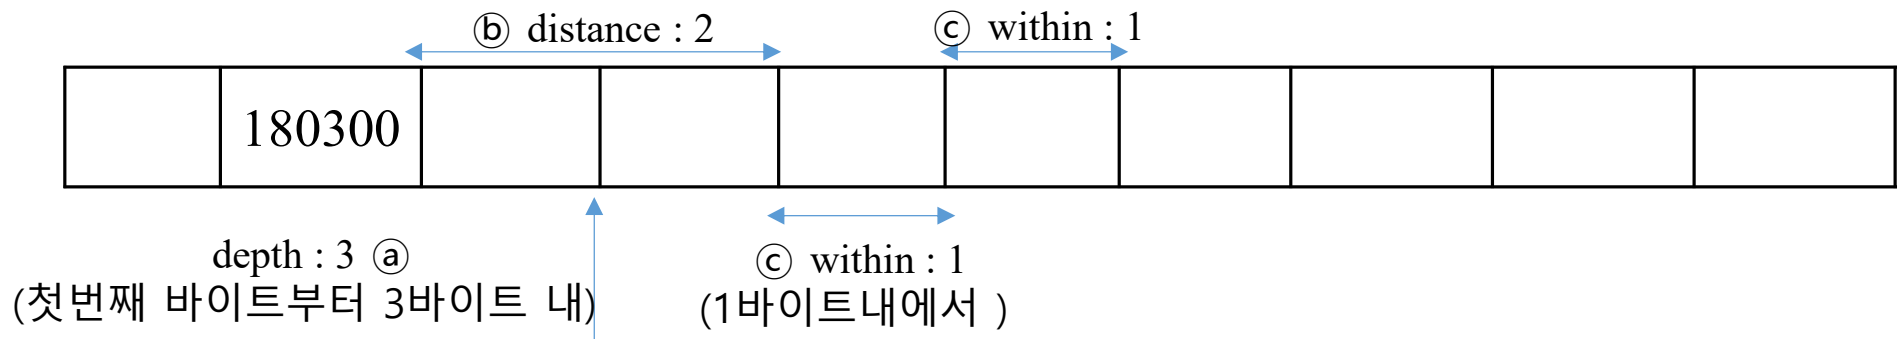 ⓑ distance : 2
ⓒ within : 1
180300
depth : 3 ⓐ
(첫번째 바이트부터 3바이트 내)
ⓒ within : 1
(1바이트내에서 )